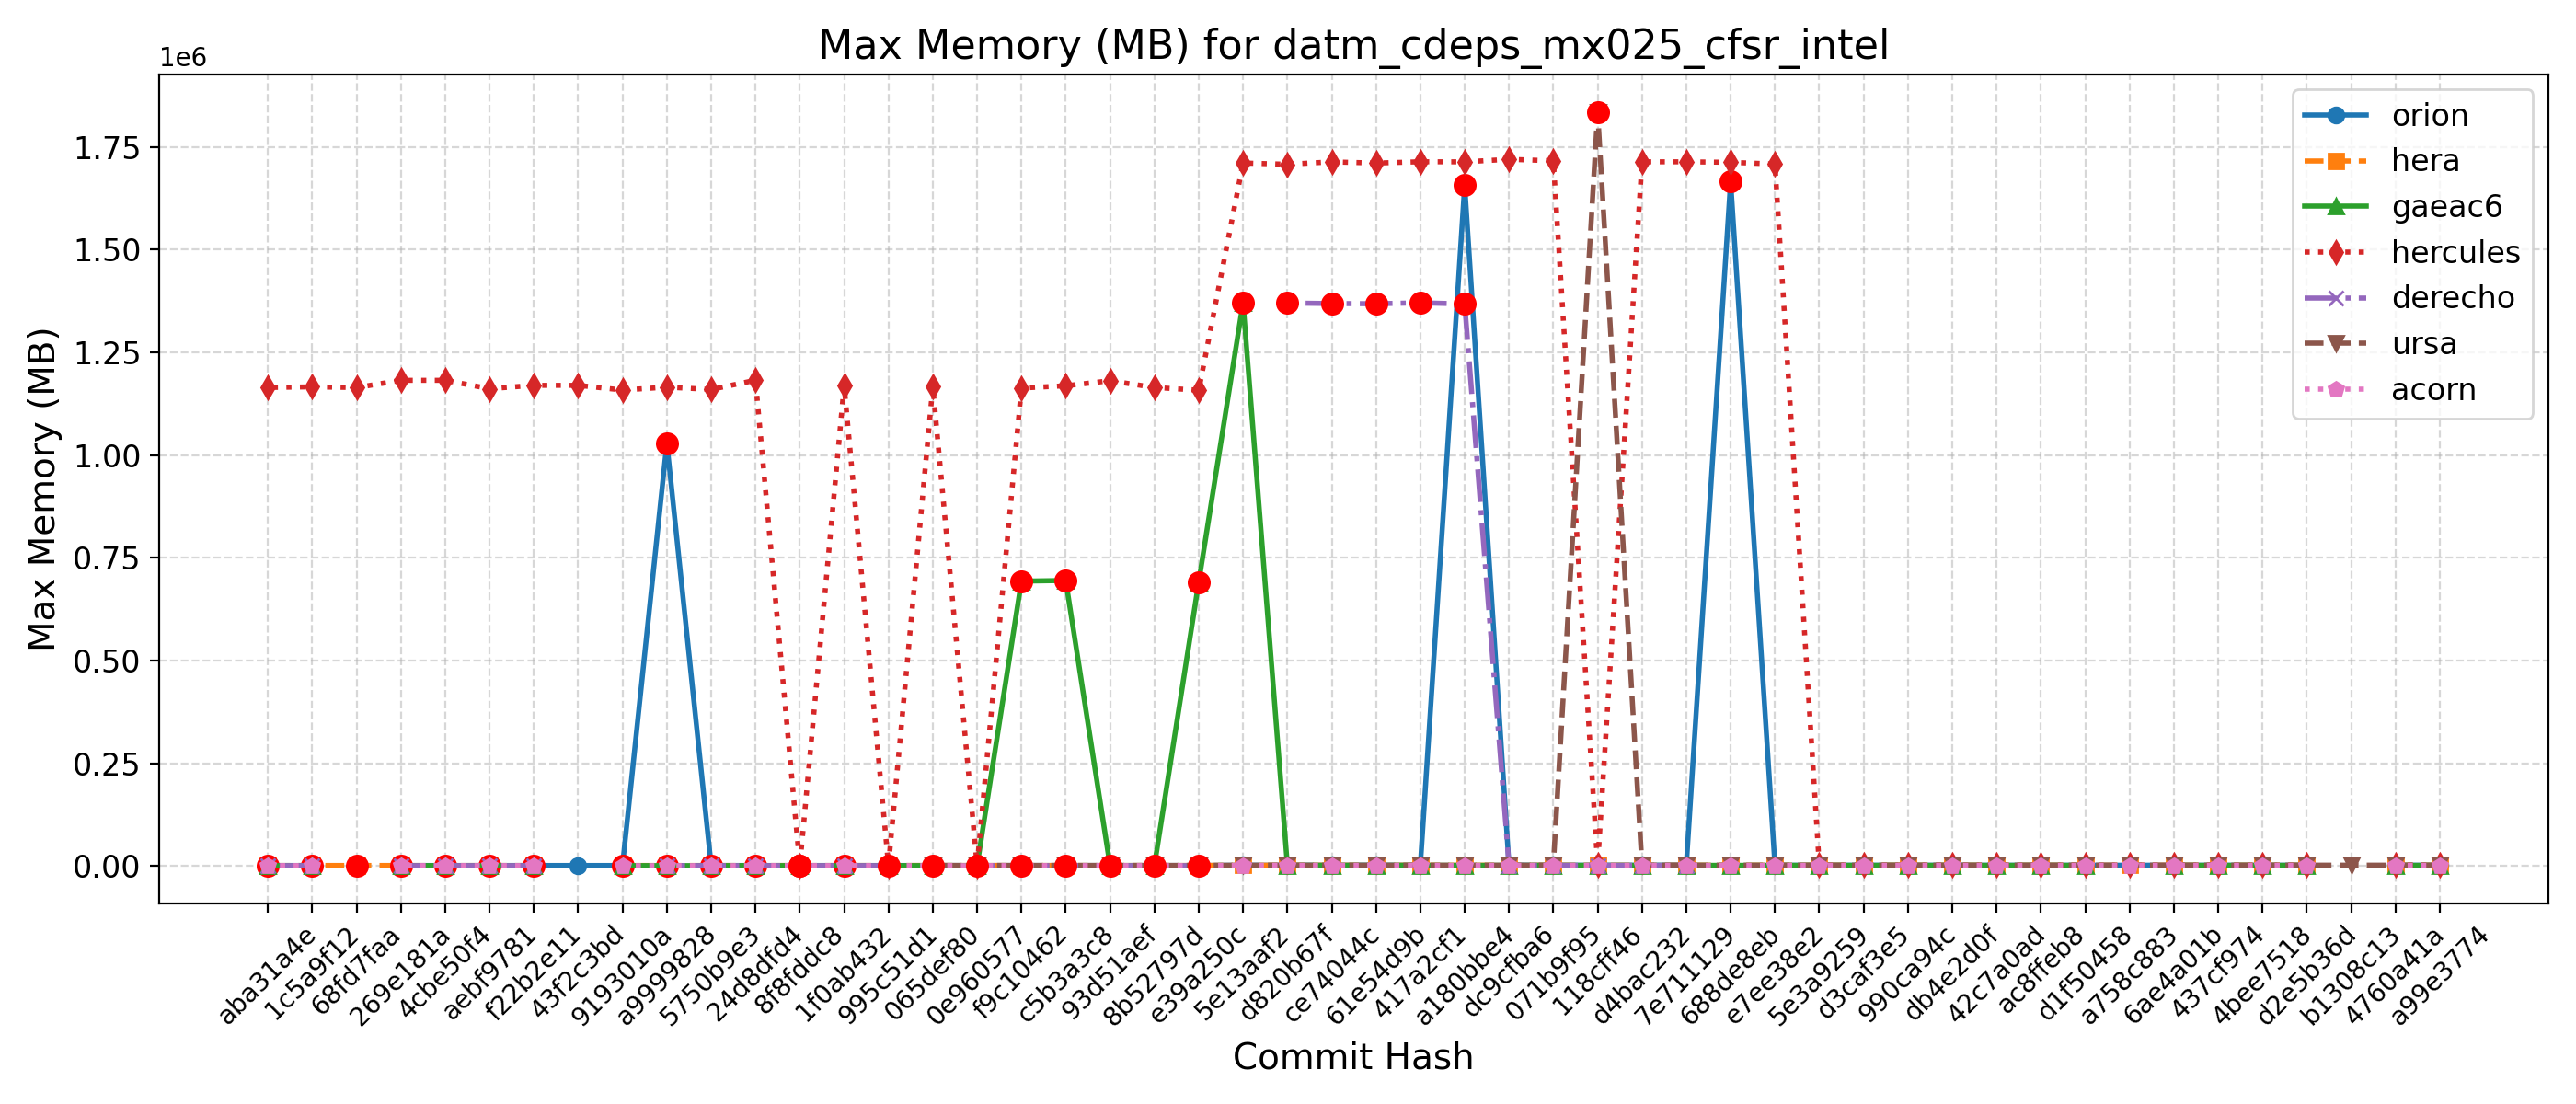 Max Memory (MB) for datm_cdeps_mx025_cfsr_intel
1e6
1.75
1.50
1.25
1.00
0.75
0.50
0.25
0.00
Max Memory (MB)
orion
hera
gaeac6
hercules
derecho
ursa
acorn
aba31a4e
1c5a9f12
68fd7faa
269e181a
4cbe50f4
aebf9781
f22b2e11
43f2c3bd
9193010a
a9999828
5750b9e3
24d8dfd4
8f8fddc8
1f0ab432
995c51d1
065def80
0e960577
f9c10462
c5b3a3c8
93d51aef
8b52797d
e39a250c
5e13aaf2
d820b67f
ce74044c
61e54d9b
417a2cf1
a180bbe4
dc9cfba6
071b9f95
118cff46
d4bac232
7e711129
688de8eb
e7ee38e2
5e3a9259
d3caf3e5
990ca94c
db4e2d0f
42c7a0ad
ac8ffeb8
d1f50458
a758c883
6ae4a01b
437cf974
4bee7518
d2e5b36d
b1308c13
4760a41a
a99e3774
Commit Hash